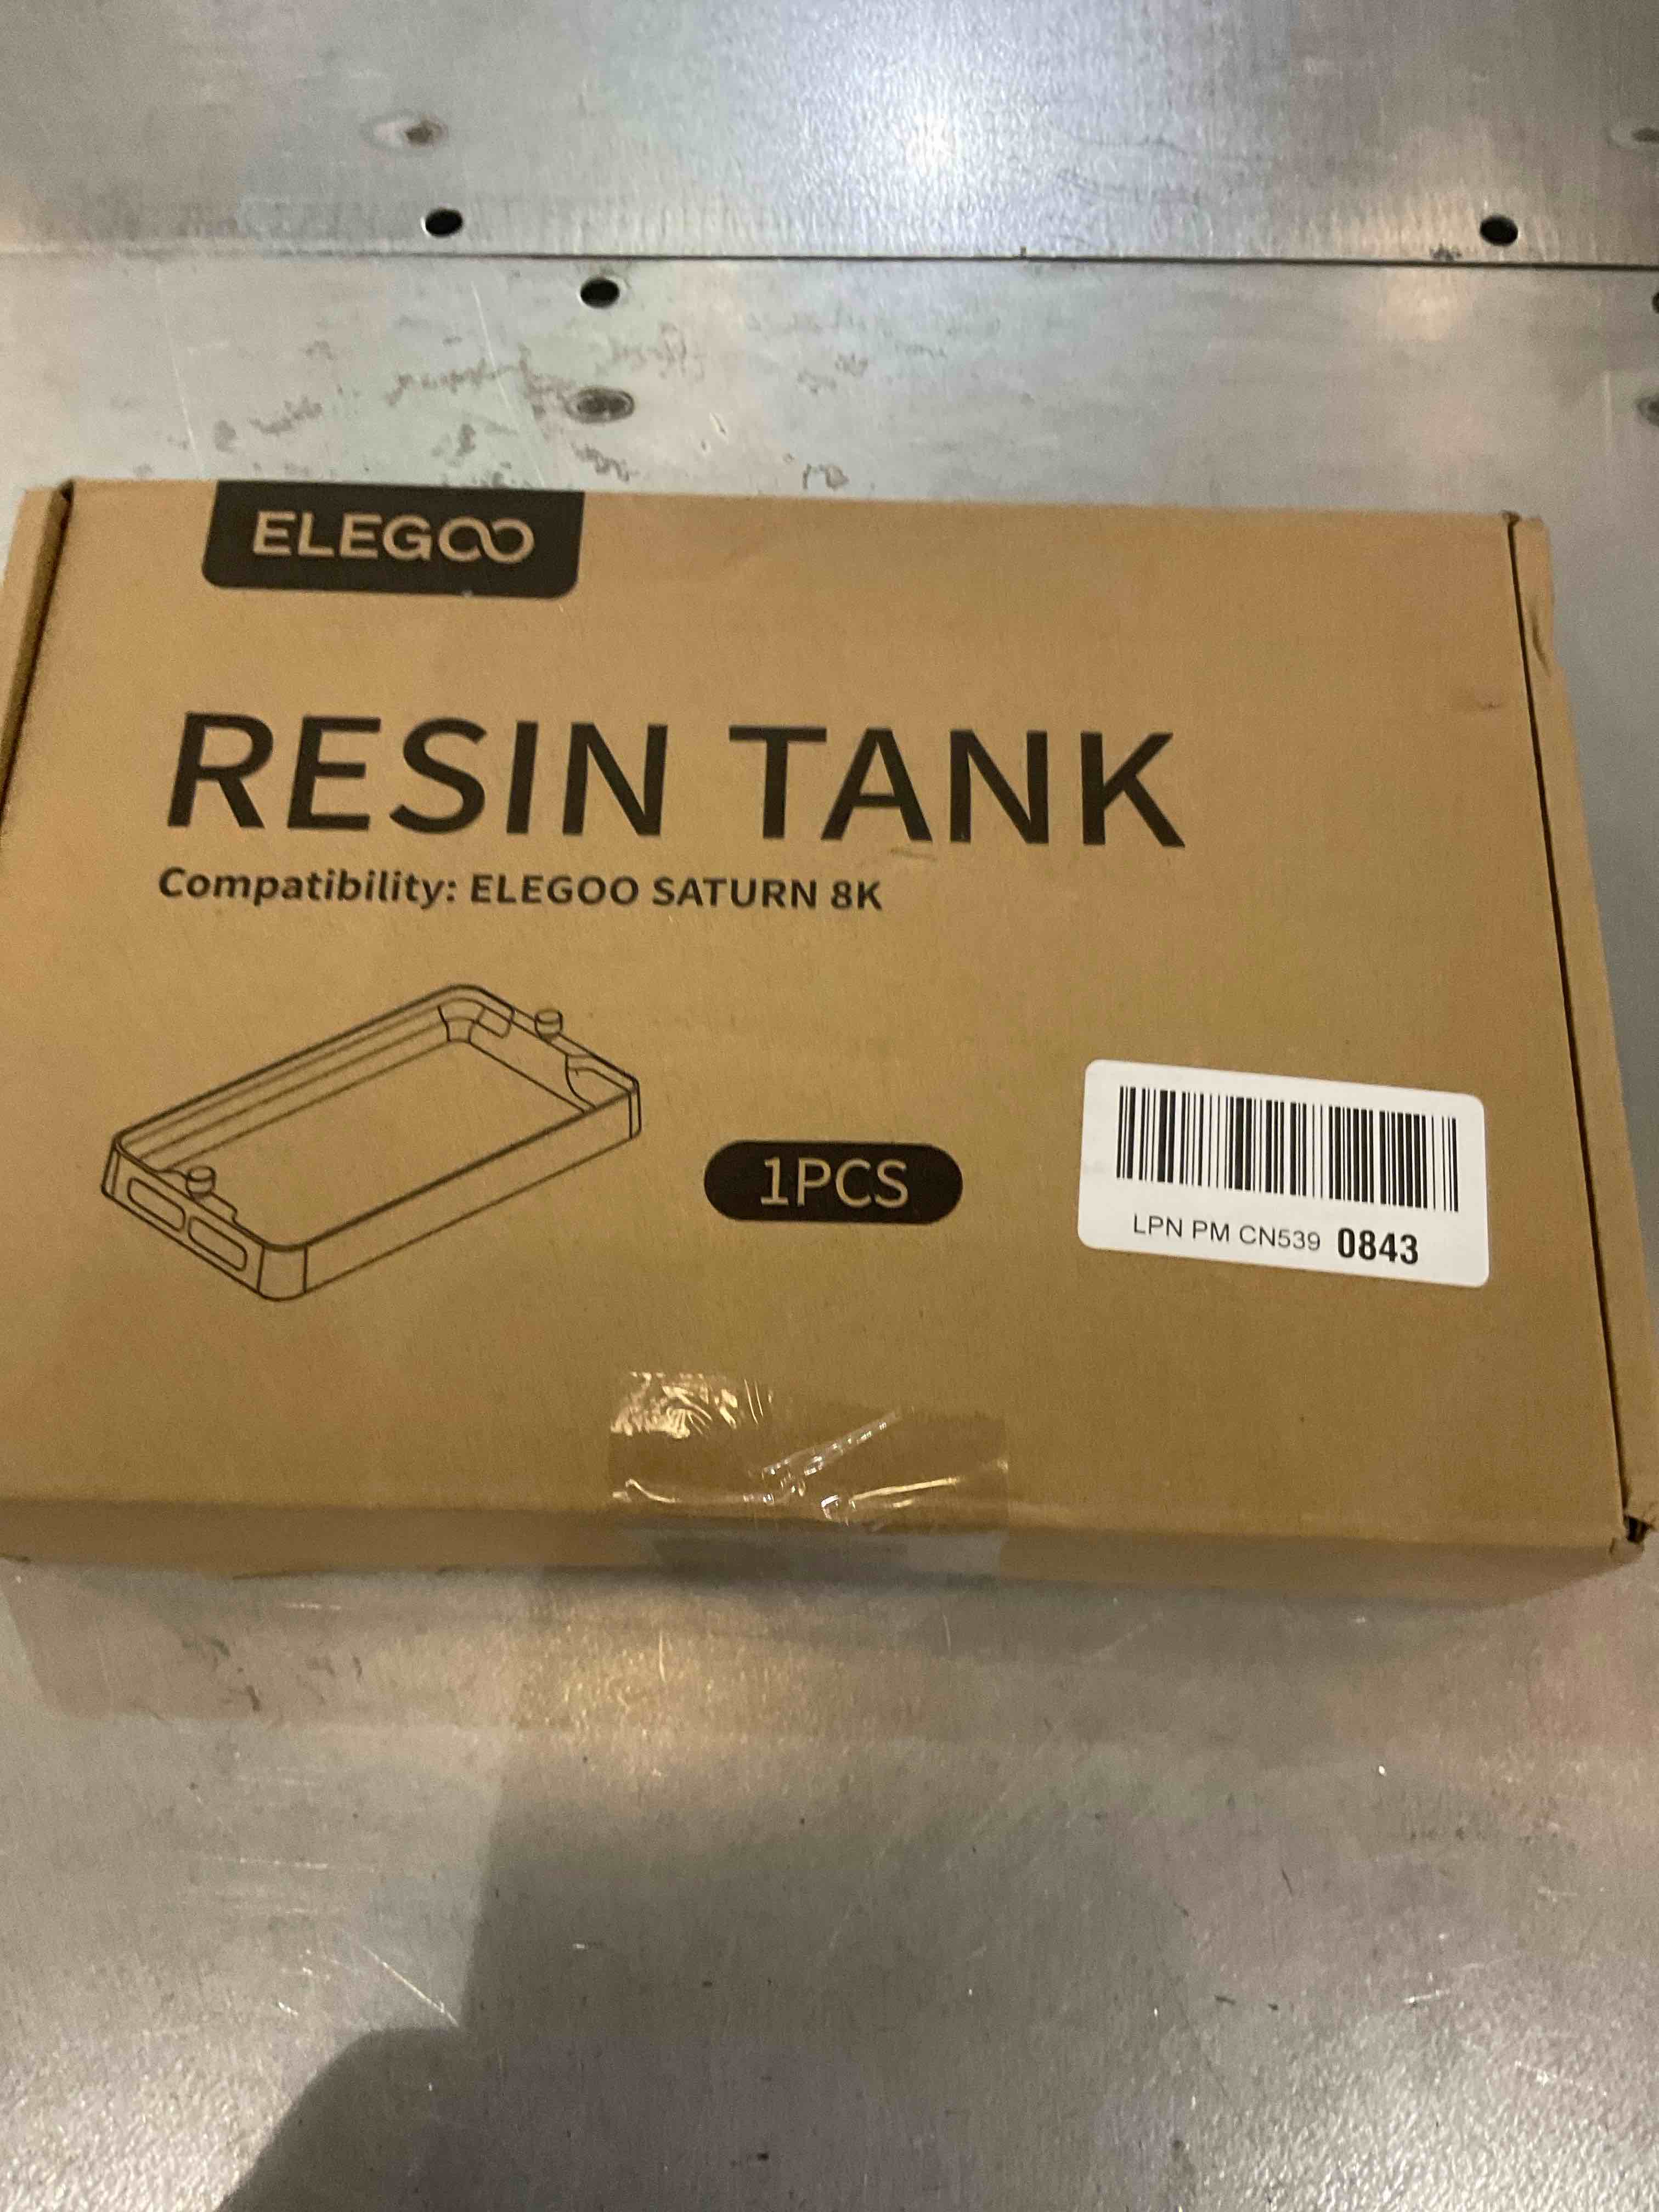 ELEGOO
RESIN TANK
Compatibility: ELEGOO SATURN 8K
1PCS
LPN PM CN539 0843